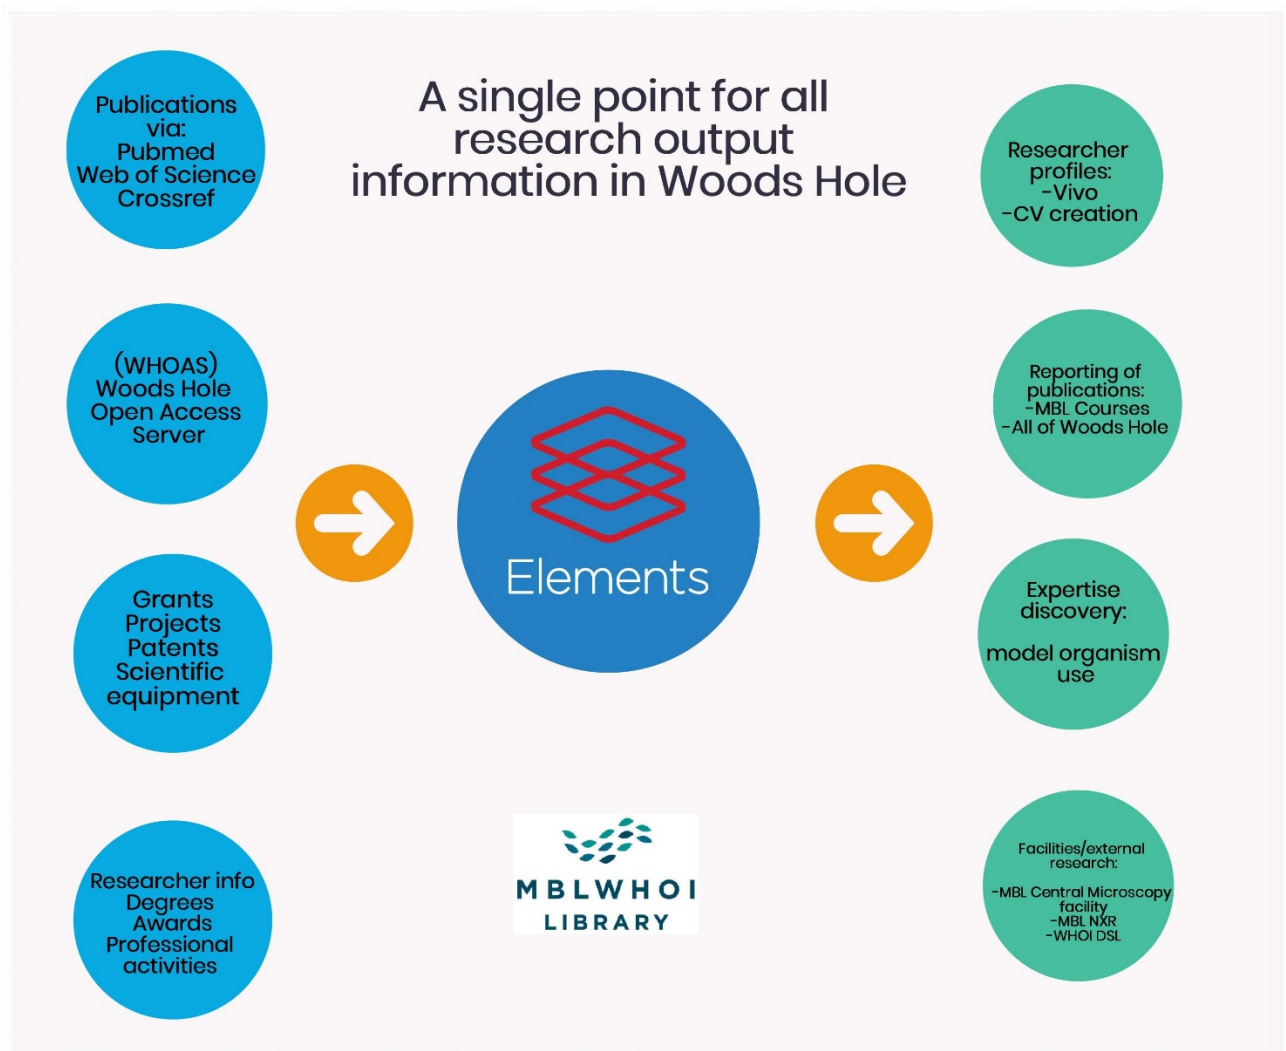 A single point for all
research output
information in Woods Hole
Publications
via:
Pubmed
Web of Science
Crossref
(WHOAS)
Woods Hole
Open Access
Server
Grants
Projects
Patents
Scientific
equipment
Researcher info
Degrees
Awards
Professional
activities
Elements
MBLWHOI
LIBRARY
Researcher
profiles:
-Vivo
-CV creation
Reporting of
publications:
-MBL Courses
-All of Woods Hole
Expertise
discovery:
model organism
use
Facilities/external
research:
-MBL Central Microscopy
facility
-MBL NXR
-WHOI DSL